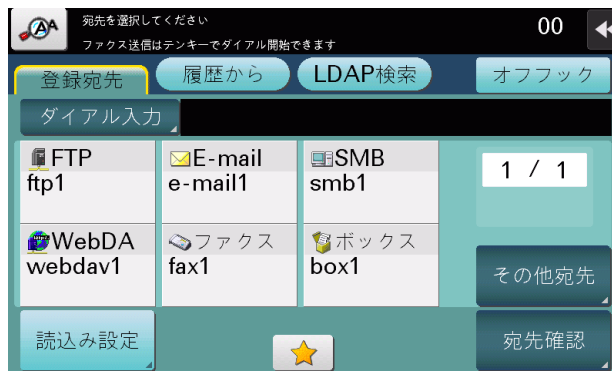 宛先を選択してください
ファクス送信はテンキーでダイアル開始できます
00
登録宛先
履歴から
LDAP検索
オフフック
ダイアル入力
FTP
ftp1
E-mail
e-mail1
SMB
smb1
1 / 1
WebDA
webdav1
ファクス
fax1
ボックス
box1
その他宛先
読込み設定
宛先確認